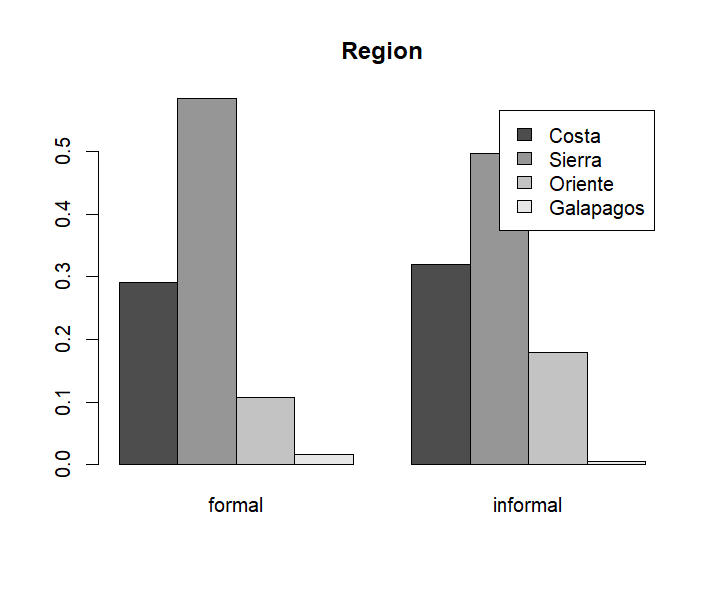 Region
0.5
0.4
0.3
0.2
0.1
0.0
Costa
Sierra
Oriente
Galapagos
formal
informal